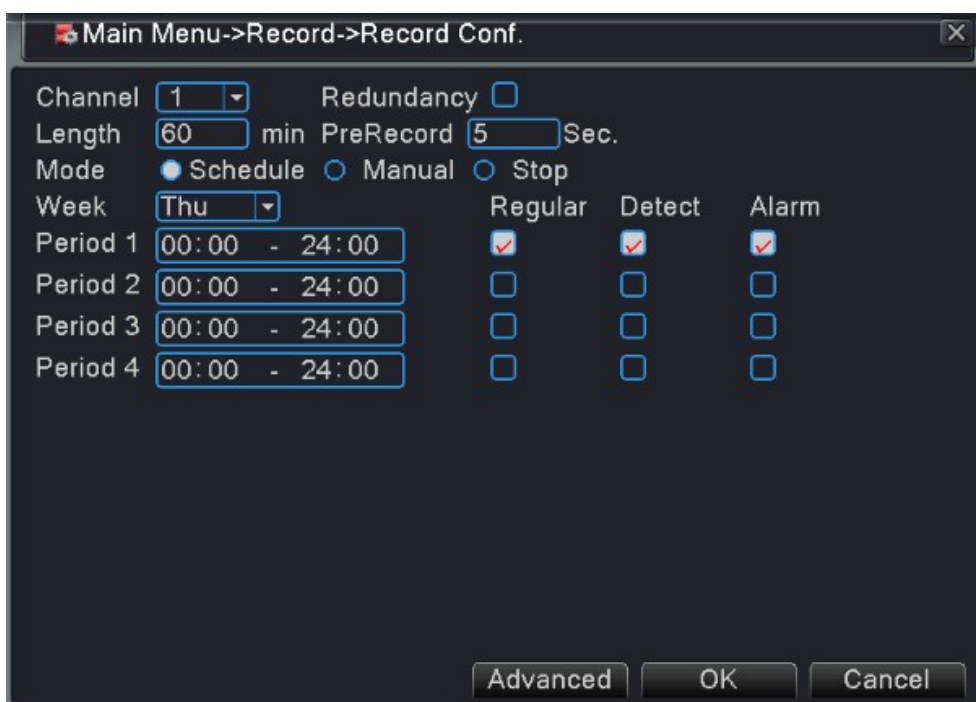 Main Menu->Record->Record Conf.
Channel 1 Redundancy
Length 60 min PreRecord 5 Sec.
Mode Schedule Manual Stop
Week Thu Regular Detect Alarm
Period 1 00:00 - 24:00
Period 2 00:00 - 24:00
Period 3 00:00 - 24:00
Period 4 00:00 - 24:00
Advanced OK Cancel